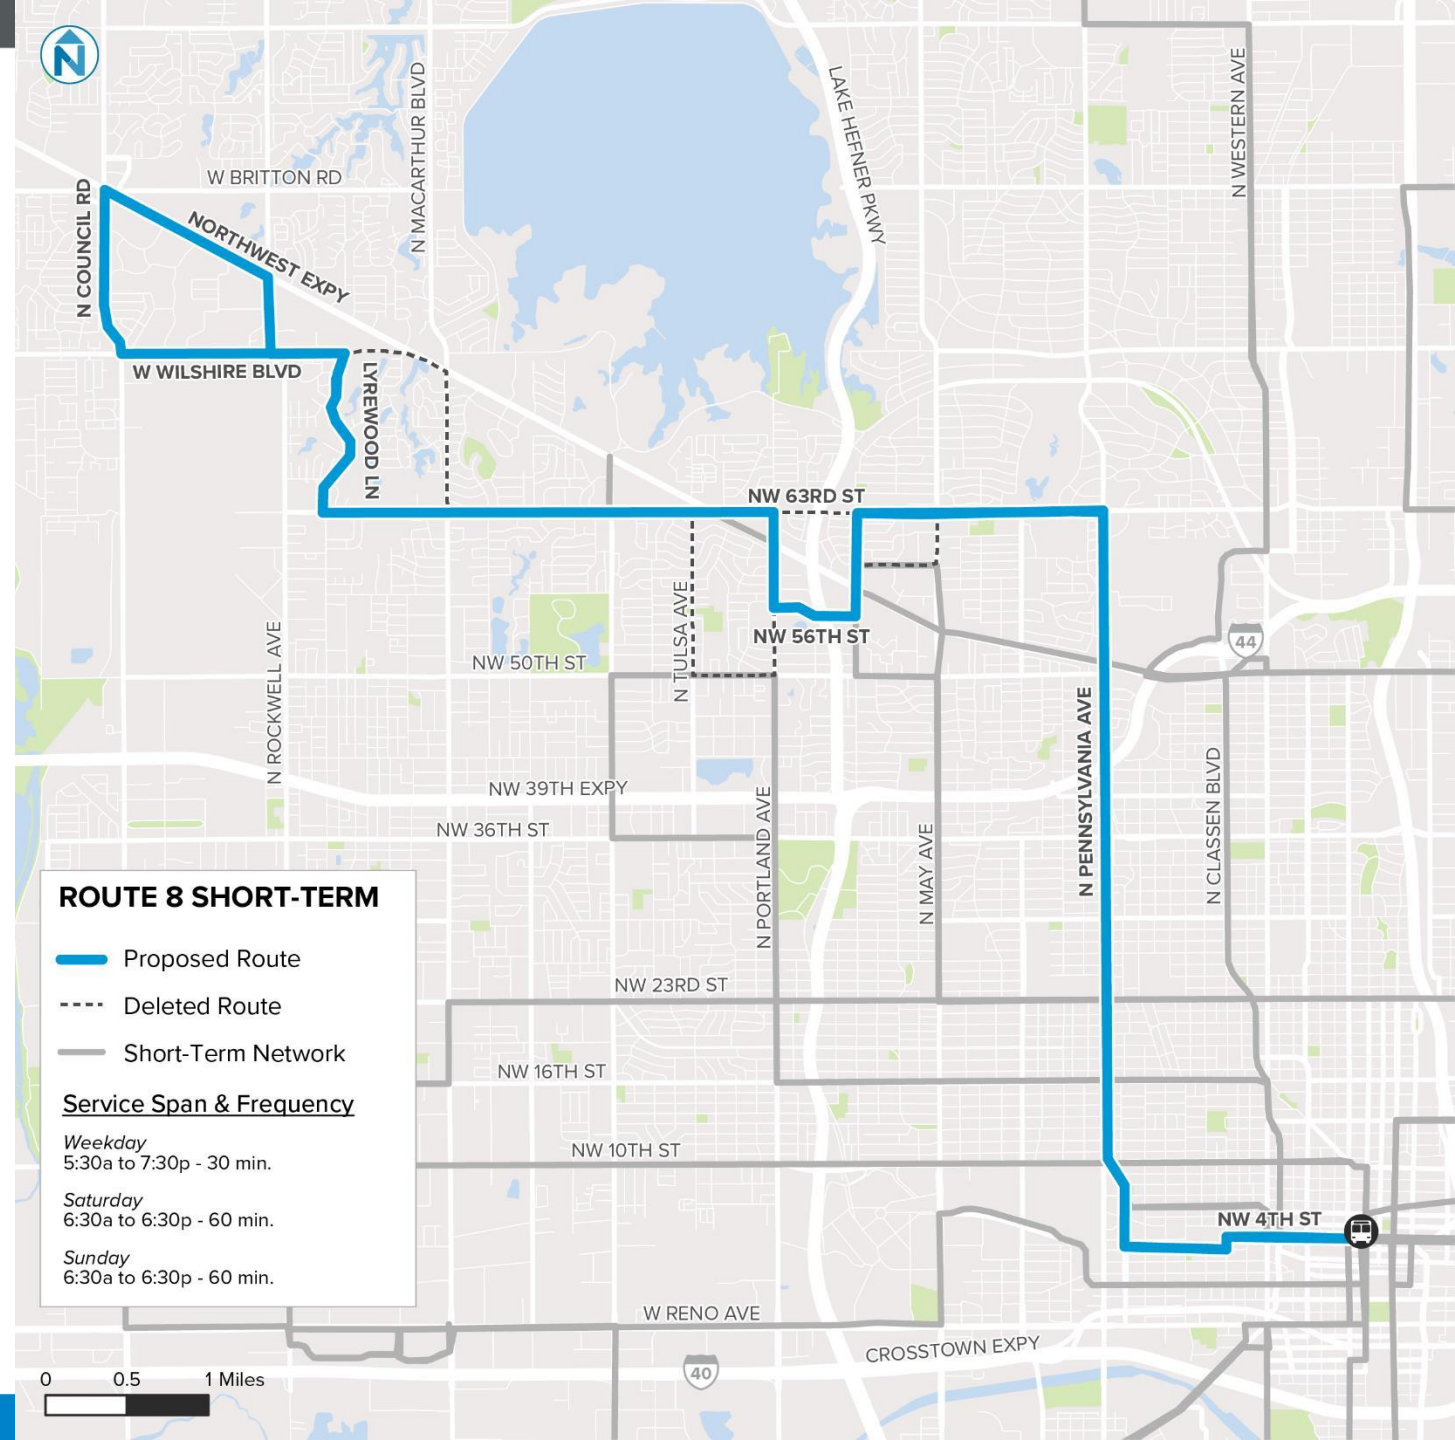 N
LAKE HEFNER PKWY
N WESTERN AVE
N MACARTHUR BLVD
W BRITTON RD
N COUNCIL RD
NORTHWEST EXPY
W WILSHIRE BLVD
LYREWOOD LN
NW 63RD ST
N TULSA AVE
NW 56TH ST
44
N ROCKWELL AVE
NW 50TH ST
N PENNSYLVANIA AVE
N CLASSEN BLVD
NW 39TH EXPY
N PORTLAND AVE
N MAY AVE
NW 36TH ST
NW 23RD ST
NW 16TH ST
NW 10TH ST
NW 4TH ST
W RENO AVE
CROSSTOWN EXPY
40
ROUTE 8 SHORT-TERM
Proposed Route
Deleted Route
Short-Term Network
Service Span & Frequency
Weekday
5:30a to 7:30p - 30 min.
Saturday
6:30a to 6:30p - 60 min.
Sunday
6:30a to 6:30p - 60 min.
0 0.5 1 Miles